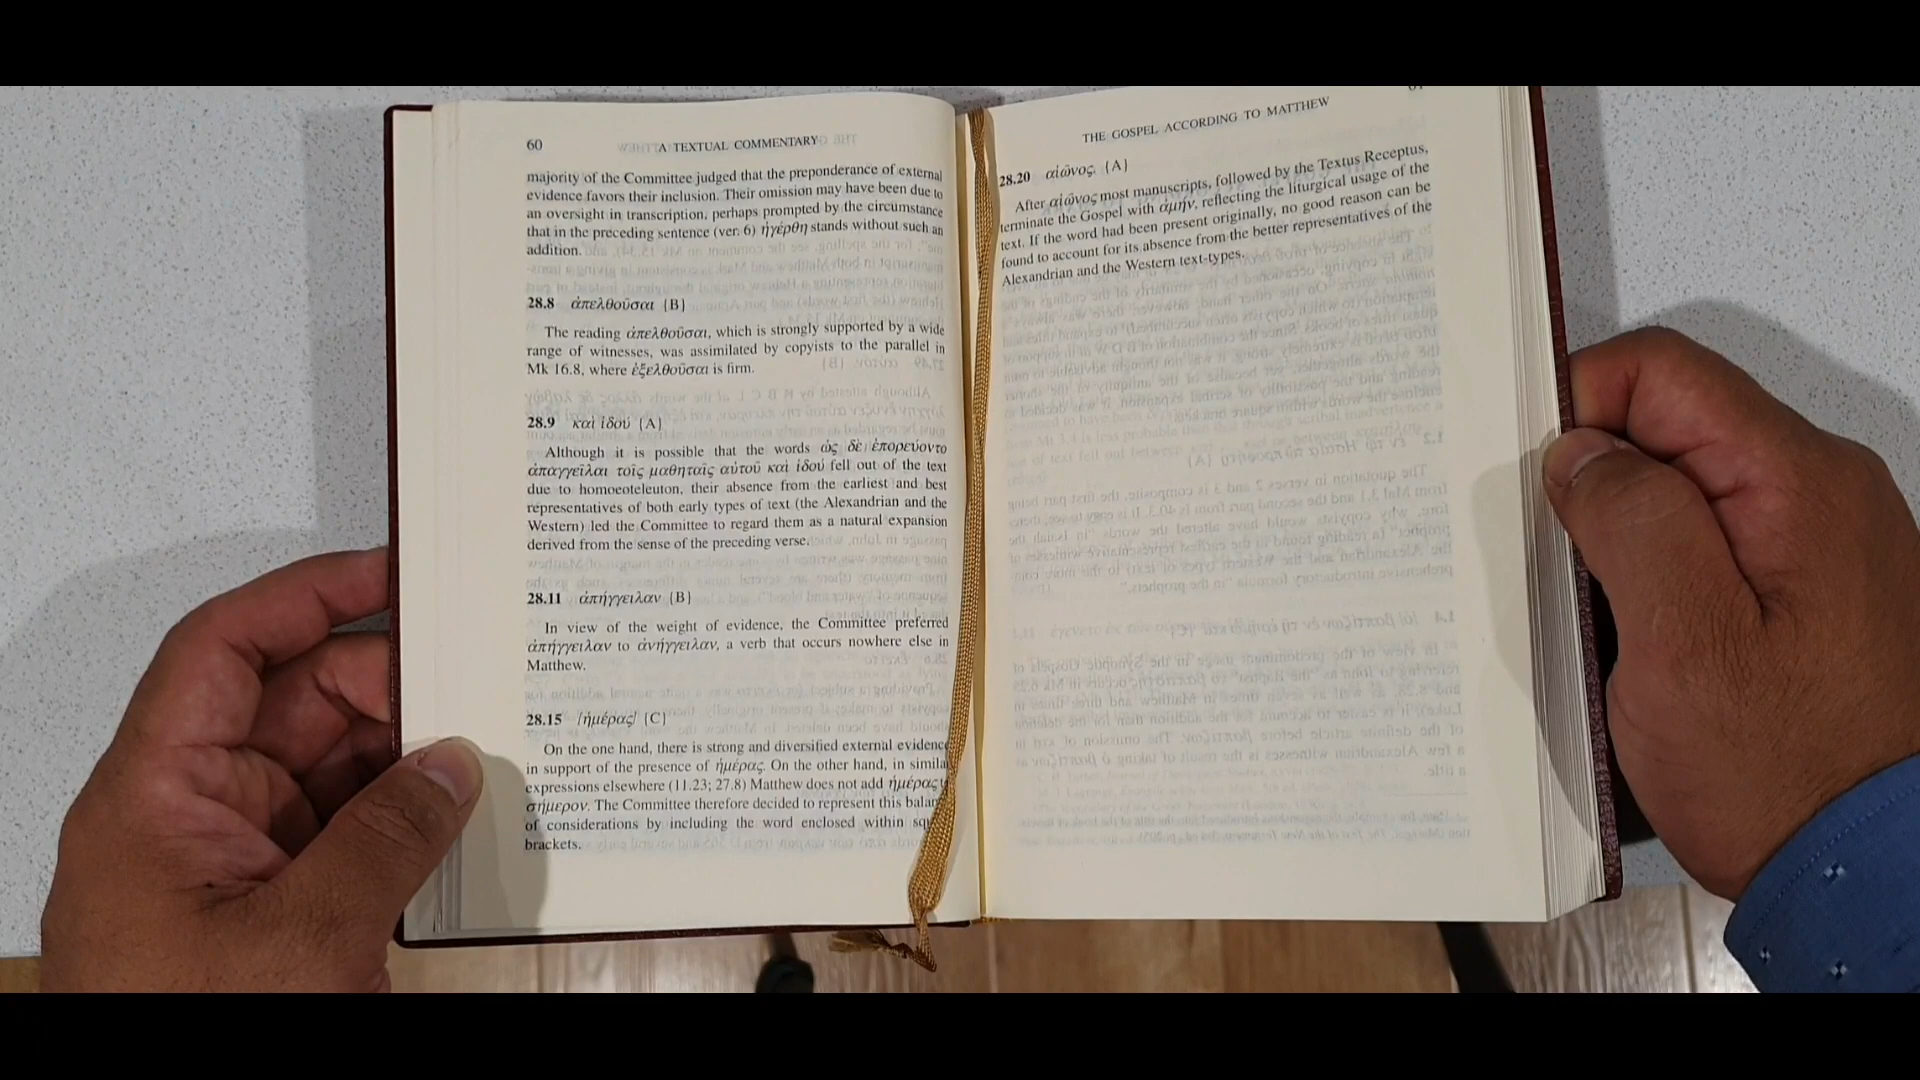 60
A TEXTUAL COMMENTARY
majority of the Committee judged that the preponderance of external
evidence favors their inclusion. Their omission may have been due to
an oversight in transcription, perhaps prompted by the circumstance
that in the preceding sentence (ver. 6) ἠγέρθη stands without such an
addition.
28.8 ἀπελθοῦσαι {B}
The reading ἀπελθοῦσαι, which is strongly supported by a wide
range of witnesses, was assimilated by copyists to the parallel in
Mk 16.8, where ἐξελθοῦσαι is firm.
28.9 καὶ ἰδού {A}
Although it is possible that the words ὡς δὲ ἐπορεύοντο
ἀπαγγεῖλαι τοῖς μαθηταῖς αὐτοῦ καὶ ἰδού fell out of the text
due to homoeoteleuton, their absence from the earliest and best
representatives of both early types of text (the Alexandrian and the
Western) led the Committee to regard them as a natural expansion
derived from the sense of the preceding verse.
28.11 ἀπήγγειλαν {B}
In view of the weight of evidence, the Committee preferred
ἀπήγγειλαν to ἀνήγγειλαν, a verb that occurs nowhere else in
Matthew.
28.15 [ἡμέρας] {C}
On the one hand, there is strong and diversified external evidence
in support of the presence of ἡμέρας. On the other hand, in simila
expressions elsewhere (11.23; 27.8) Matthew does not add ἡμέρας
σήμερον. The Committee therefore decided to represent this balan
of considerations by including the word enclosed within squ
brackets.
THE GOSPEL ACCORDING TO MATTHEW
28.20 αἰῶνος. {A}
After αἰῶνος most manuscripts, followed by the Textus Receptus,
terminate the Gospel with ἀμήν, reflecting the liturgical usage of the
text. If the word had been present originally, no good reason can be
found to account for its absence from the better representatives of the
Alexandrian and the Western text-types.